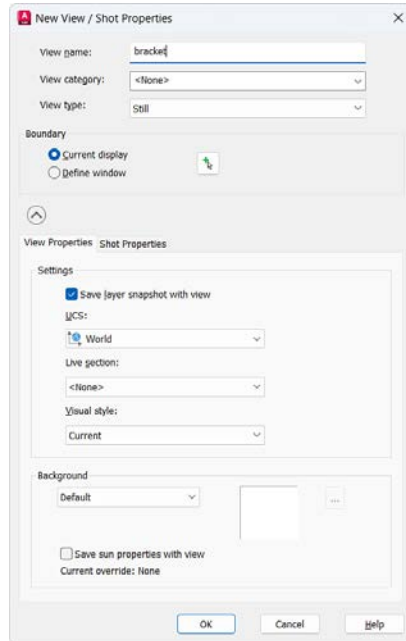 New View / Shot Properties
View name: bracket
View category: <None>
View type: Still
Boundary
Current display
Define window
View Properties Shot Properties
Settings
Save layer snapshot with view
UCS:
World
Live section:
<None>
Visual style:
Current
Background
Default
...
Save sun properties with view
Current override: None
OK Cancel Help